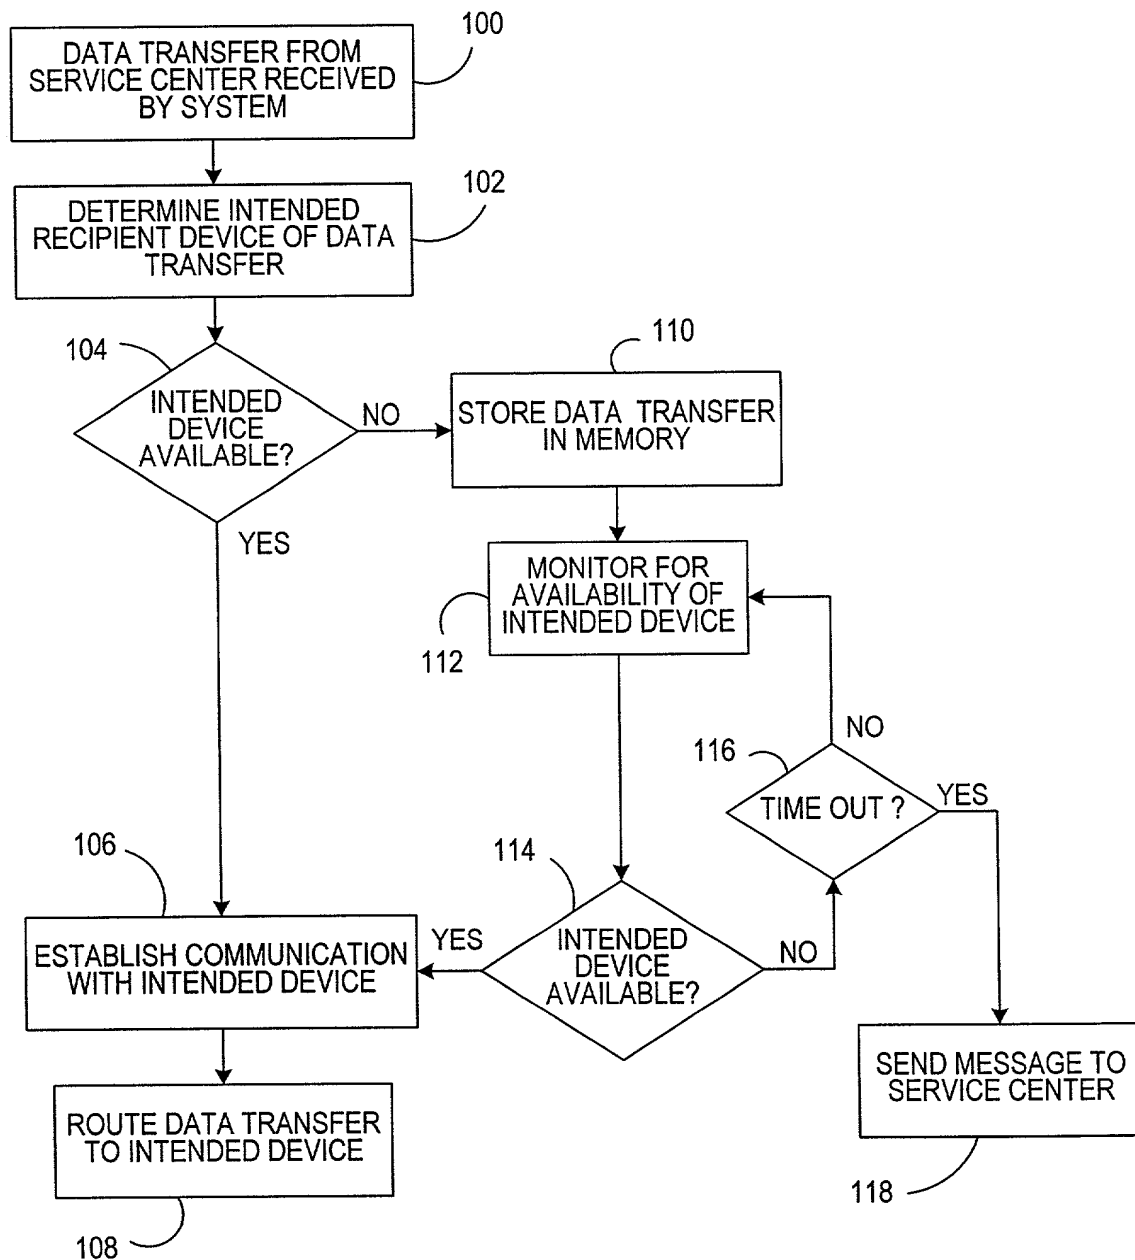 100
DATA TRANSFER FROM
SERVICE CENTER RECEIVED
BY SYSTEM
102
DETERMINE INTENDED
RECIPIENT DEVICE OF DATA
TRANSFER
104
INTENDED
DEVICE
AVAILABLE?
NO
YES
110
STORE DATA TRANSFER
IN MEMORY
MONITOR FOR
AVAILABILITY OF
INTENDED DEVICE
112
NO
116
TIME OUT ?
YES
106
114
ESTABLISH COMMUNICATION
WITH INTENDED DEVICE
YES
INTENDED
DEVICE
AVAILABLE?
NO
SEND MESSAGE TO
SERVICE CENTER
118
ROUTE DATA TRANSFER
TO INTENDED DEVICE
108